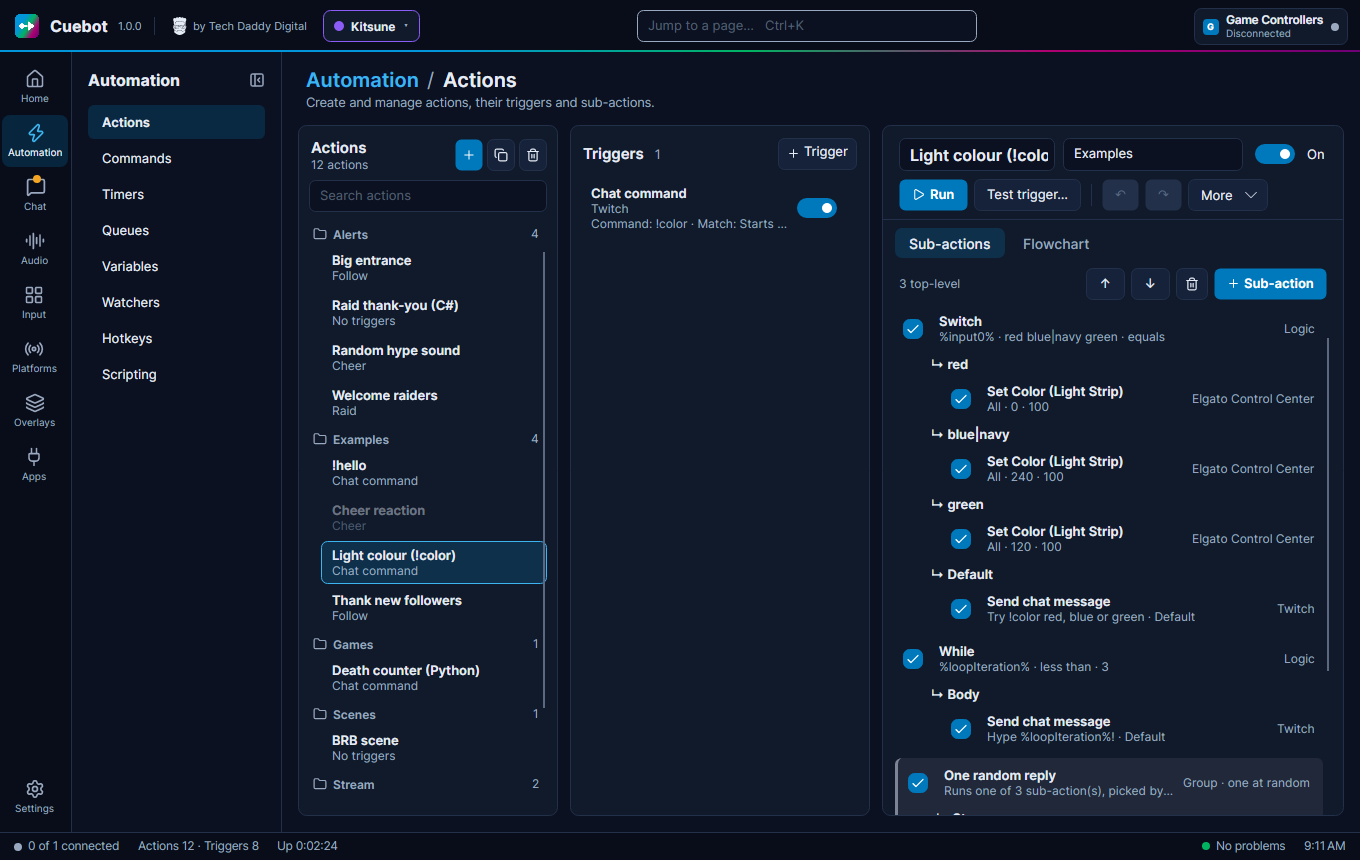 Cuebot 1.0.0 by Tech Daddy Digital Kitsune Jump to a page... Ctrl+K G Game Controllers
Disconnected
Home
Automation
Chat
Audio
Input
Platforms
Overlays
Apps
Settings
Automation
Actions
Commands
Timers
Queues
Variables
Watchers
Hotkeys
Scripting
Automation / Actions
Create and manage actions, their triggers and sub-actions.
Actions
12 actions
Search actions
Alerts 4
Big entrance
Follow
Raid thank-you (C#)
No triggers
Random hype sound
Cheer
Welcome raiders
Raid
Examples 4
!hello
Chat command
Cheer reaction
Cheer
Light colour (!color)
Chat command
Thank new followers
Follow
Games 1
Death counter (Python)
Chat command
Scenes 1
BRB scene
No triggers
Stream 2
Triggers 1 + Trigger
Chat command
Twitch
Command: !color · Match: Starts ...
Light colour (!colo Examples On
Run Test trigger... More
Sub-actions Flowchart
3 top-level + Sub-action
Switch Logic
%input0% · red blue|navy green · equals
↳ red
Set Color (Light Strip) Elgato Control Center
All · 0 · 100
↳ blue|navy
Set Color (Light Strip) Elgato Control Center
All · 240 · 100
↳ green
Set Color (Light Strip) Elgato Control Center
All · 120 · 100
↳ Default
Send chat message Twitch
Try !color red, blue or green · Default
While Logic
%loopIteration% · less than · 3
↳ Body
Send chat message Twitch
Hype %loopIteration%! · Default
One random reply Group · one at random
Runs one of 3 sub-action(s), picked by...
0 of 1 connected Actions 12 · Triggers 8 Up 0:02:24 No problems 9:11 AM